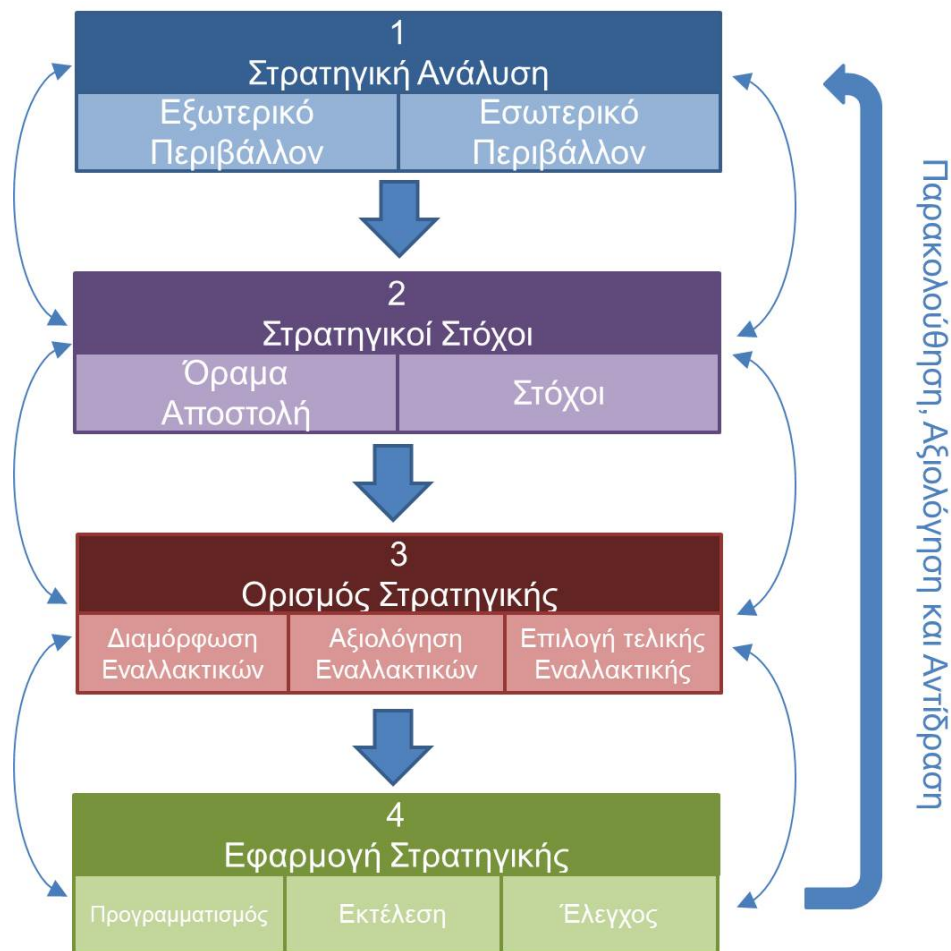 1
Στρατηγική Ανάλυση
Εξωτερικό
Περιβάλλον
Εσωτερικό
Περιβάλλον
2
Στρατηγικοί Στόχοι
Όραμα
Αποστολή
Στόχοι
3
Ορισμός Στρατηγικής
Διαμόρφωση
Εναλλακτικών
Αξιολόγηση
Εναλλακτικών
Επιλογή τελικής
Εναλλακτικής
4
Εφαρμογή Στρατηγικής
Προγραμματισμός
Εκτέλεση
Έλεγχος
Παρακολούθηση, Αξιολόγηση και Αντίδραση